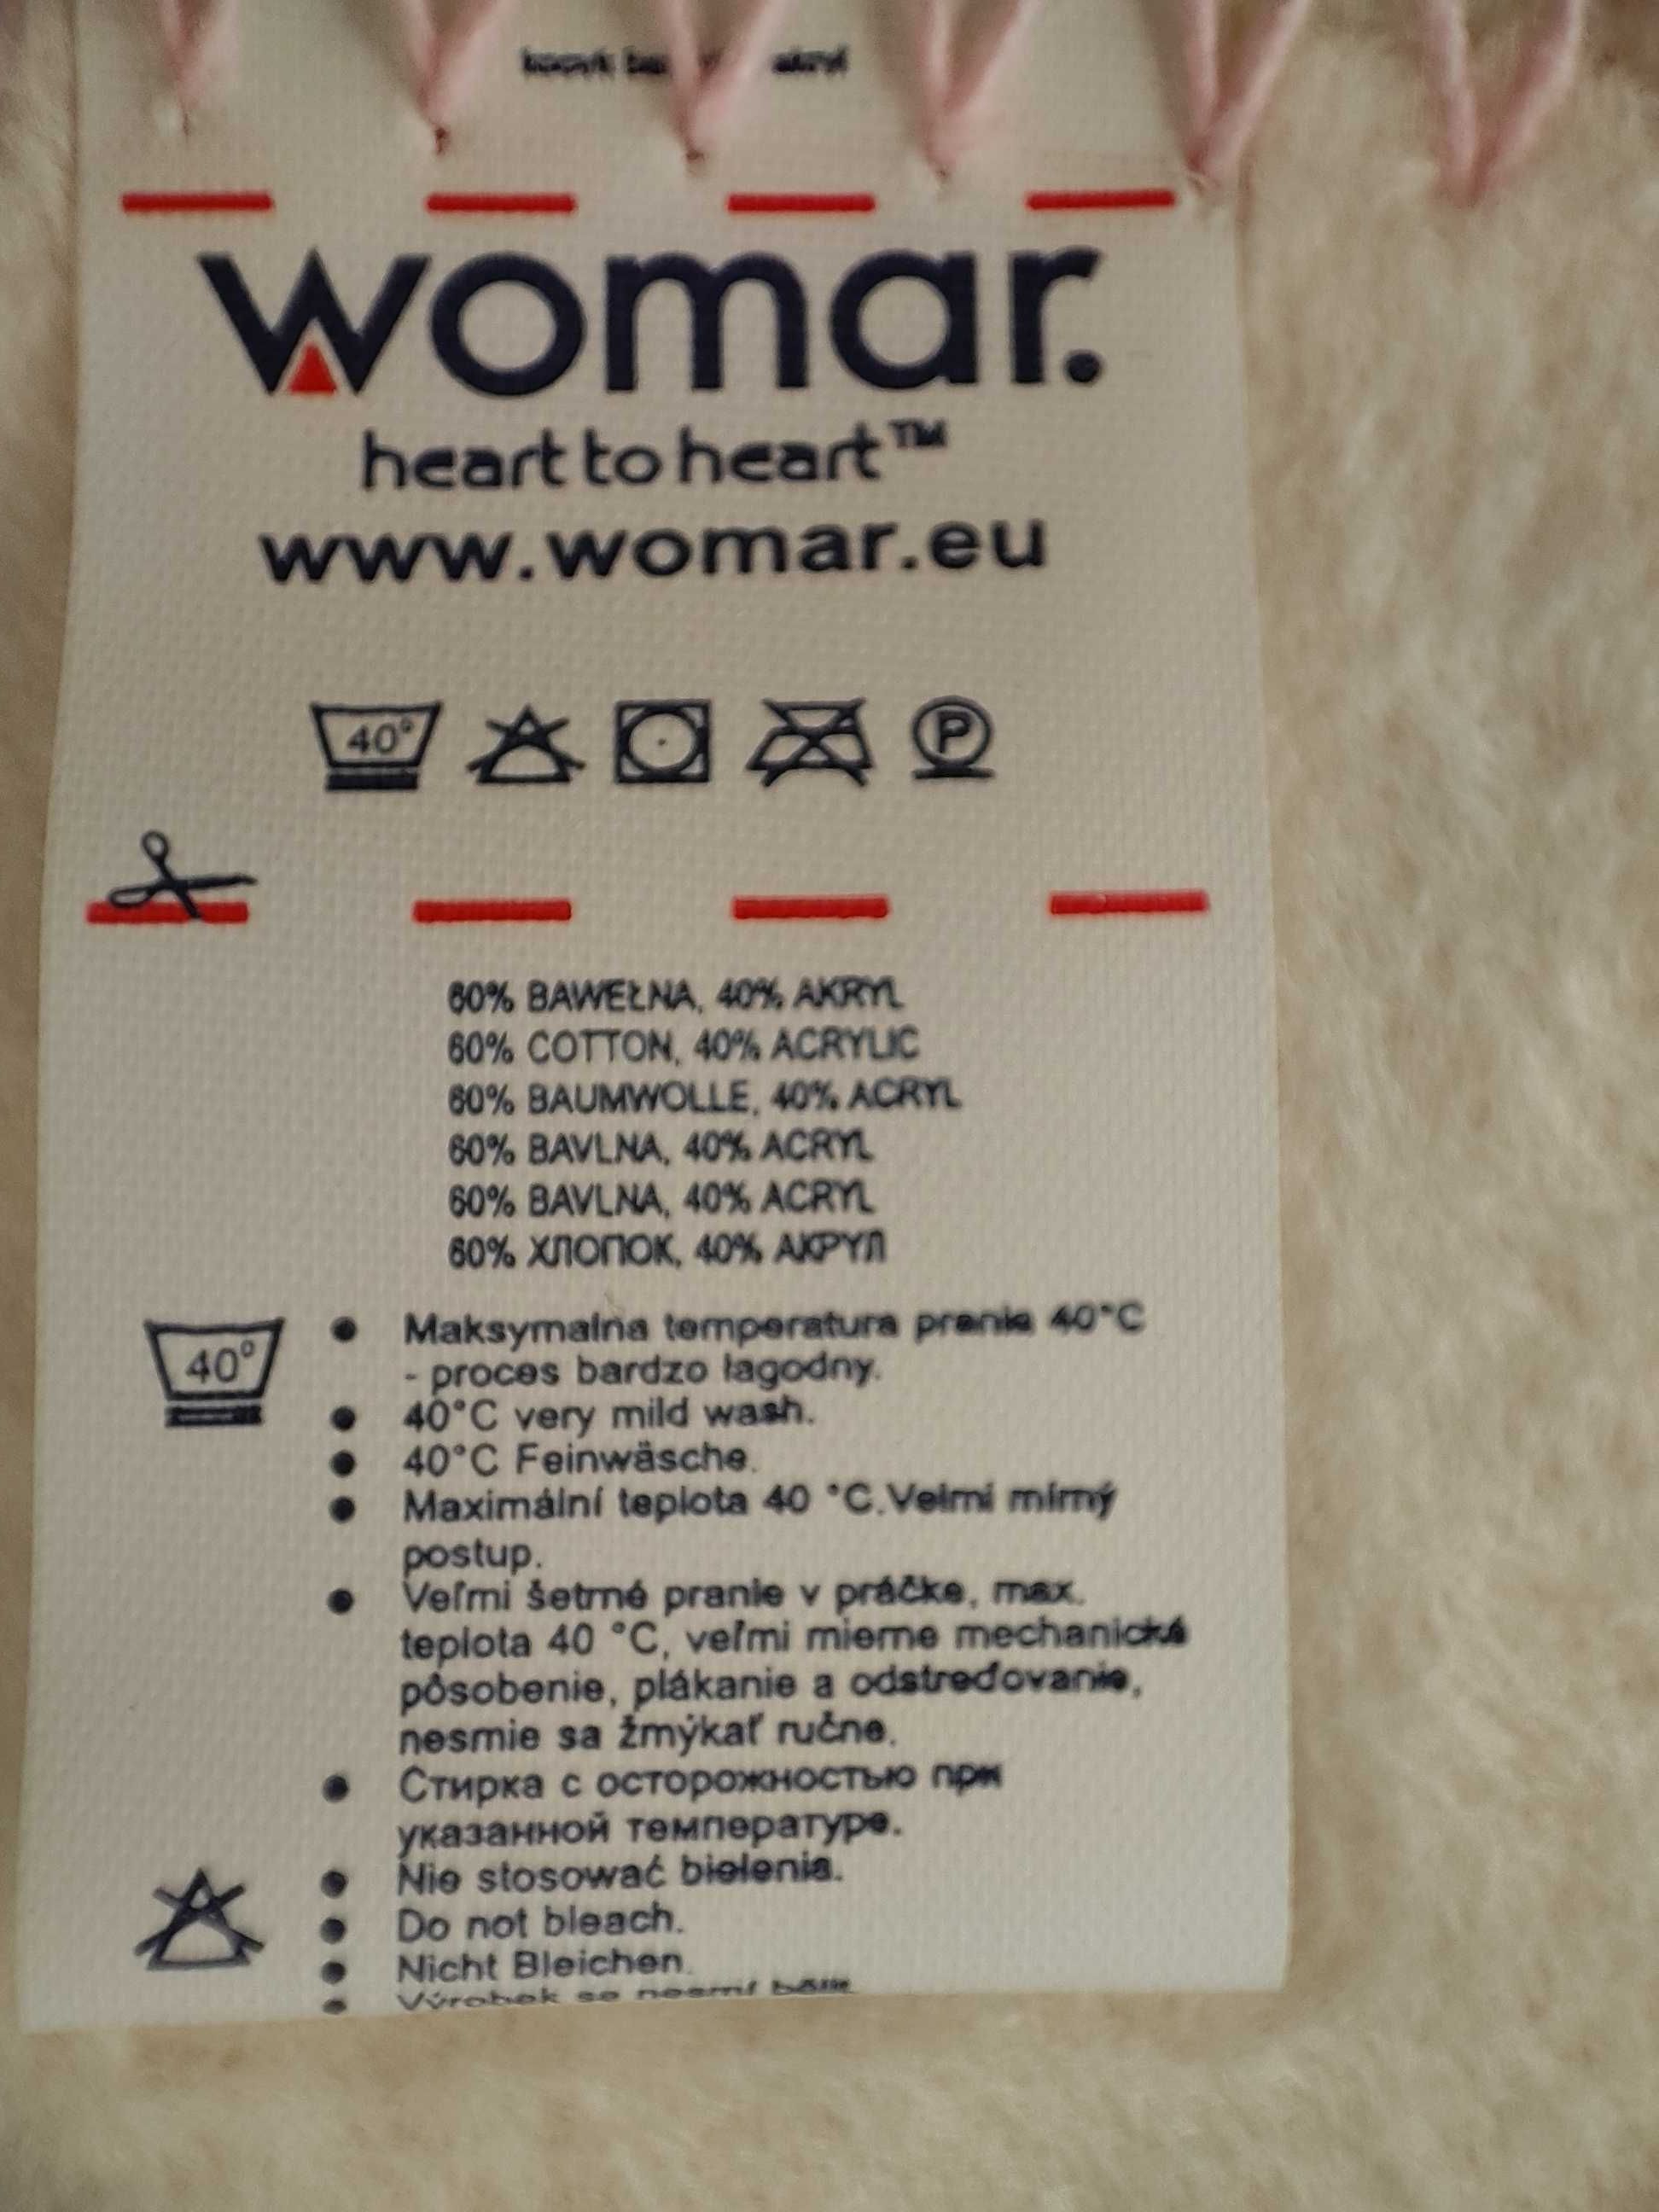 womar.
heart to heart™
www.womar.eu
40°
P
60% BAWEŁNA, 40% AKRYL
60% COTTON, 40% ACRYLIC
60% BAUMWOLLE, 40% ACRYL
60% BAVLNA, 40% ACRYL
60% BAVLNA, 40% ACRYL
60% ХЛОПОК, 40% АКРУЛ
40°
• Maksymalna temperatura prania 40°C
- proces bardzo łagodny.
• 40°C very mild wash.
• 40°C Feinwäsche.
• Maximální teplota 40 °C.Velmi mírný
postup.
• Veľmi šetrné pranie v práčke, max.
teplota 40 °C, veľmi mierne mechanické
pôsobenie, plákanie a odstreďovanie,
nesmie sa žmýkať ručne.
• Стирка с осторожностью при
указанной температуре.
• Nie stosować bielenia.
• Do not bleach.
• Nicht Bleichen.
• Výrobek se nesmí bělit.